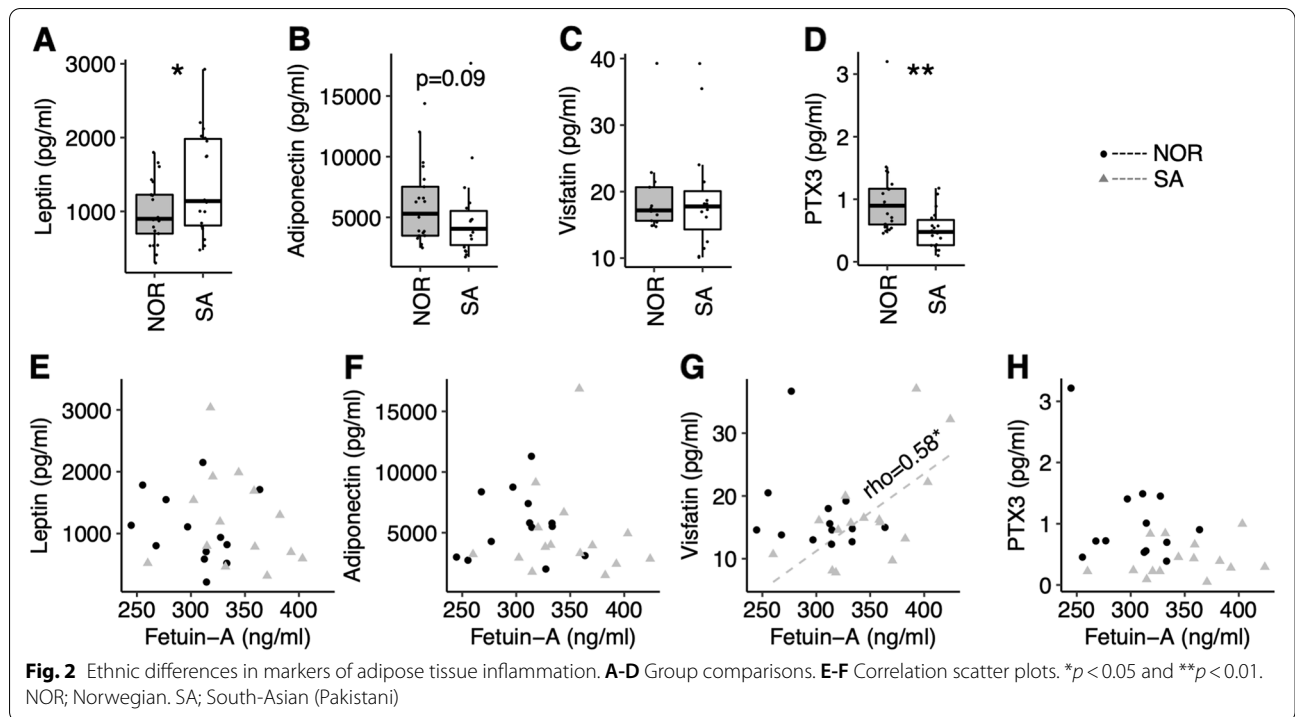 A
B
C
D
Leptin (pg/ml)
3000
2000
1000
*
NOR
SA
Adiponectin (pg/ml)
15000
10000
5000
p=0.09
NOR
SA
Visfatin (pg/ml)
40
30
20
10
NOR
SA
PTX3 (pg/ml)
3
2
1
0
**
NOR
SA
NOR
SA
E
F
G
H
Leptin (pg/ml)
3000
2000
1000
250 300 350 400
Fetuin–A (ng/ml)
Adiponectin (pg/ml)
15000
10000
5000
250 300 350 400
Fetuin–A (ng/ml)
Visfatin (pg/ml)
30
20
10
rho=0.58*
250 300 350 400
Fetuin–A (ng/ml)
PTX3 (pg/ml)
3
2
1
0
250 300 350 400
Fetuin–A (ng/ml)
Fig. 2 Ethnic differences in markers of adipose tissue inflammation. A-D Group comparisons. E-F Correlation scatter plots. *p < 0.05 and **p < 0.01.
NOR; Norwegian. SA; South-Asian (Pakistani)